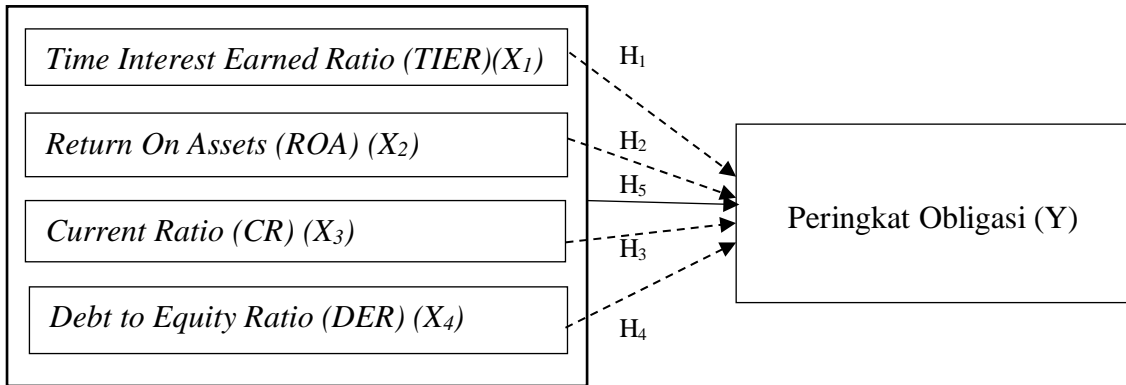 Time Interest Earned Ratio (TIER)(X₁)
H₁
Return On Assets (ROA) (X₂)
H₂
H₅
Peringkat Obligasi (Y)
Current Ratio (CR) (X₃)
H₃
Debt to Equity Ratio (DER) (X₄)
H₄